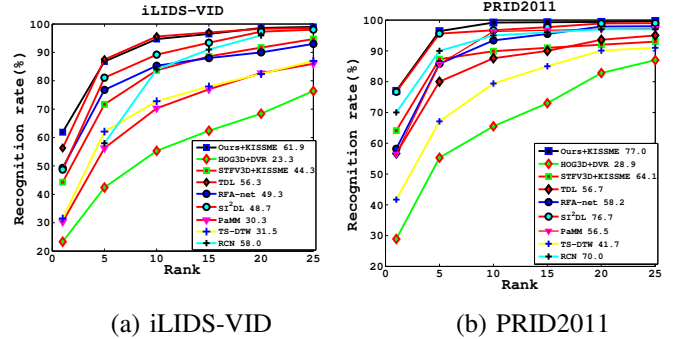 iLIDS-VID
Recognition rate(%)
100
90
80
70
60
50
40
30
20
0 5 10 15 20 25
Rank
Ours+KISSME 61.9
HOG3D+DVR 23.3
STFV3D+KISSME 44.3
TDL 56.3
RFA-net 49.3
SI²DL 48.7
PaMM 30.3
TS-DTW 31.5
RCN 58.0
(a) iLIDS-VID
PRID2011
Recognition rate(%)
100
90
80
70
60
50
40
30
20
0 5 10 15 20 25
Rank
Ours+KISSME 77.0
HOG3D+DVR 28.9
STFV3D+KISSME 64.1
TDL 56.7
RFA-net 58.2
SI²DL 76.7
PaMM 56.5
TS-DTW 41.7
RCN 70.0
(b) PRID2011